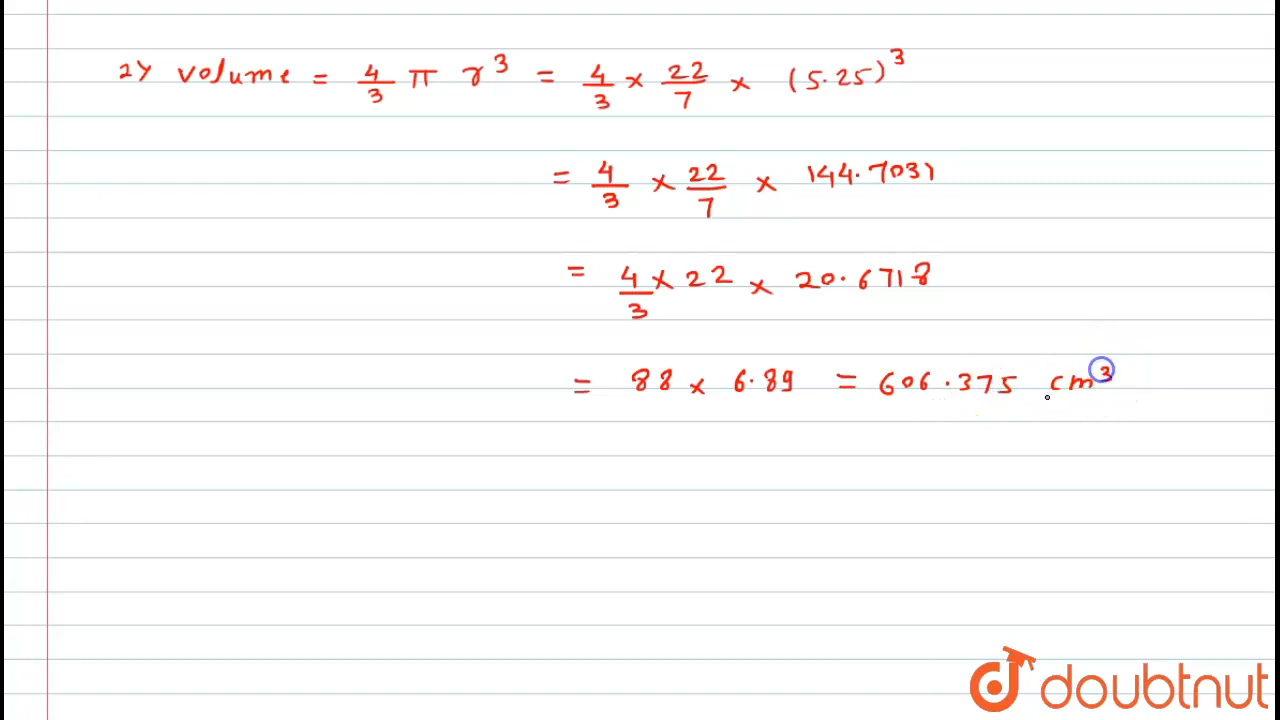 2y volume = 4/3 π r³ = 4/3 × 22/7 × (5.25)³
= 4/3 × 22/7 × 144.7031
= 4/3 × 22 × 20.6718
= 88 × 6.89 = 606.375 cm³
doubtnut